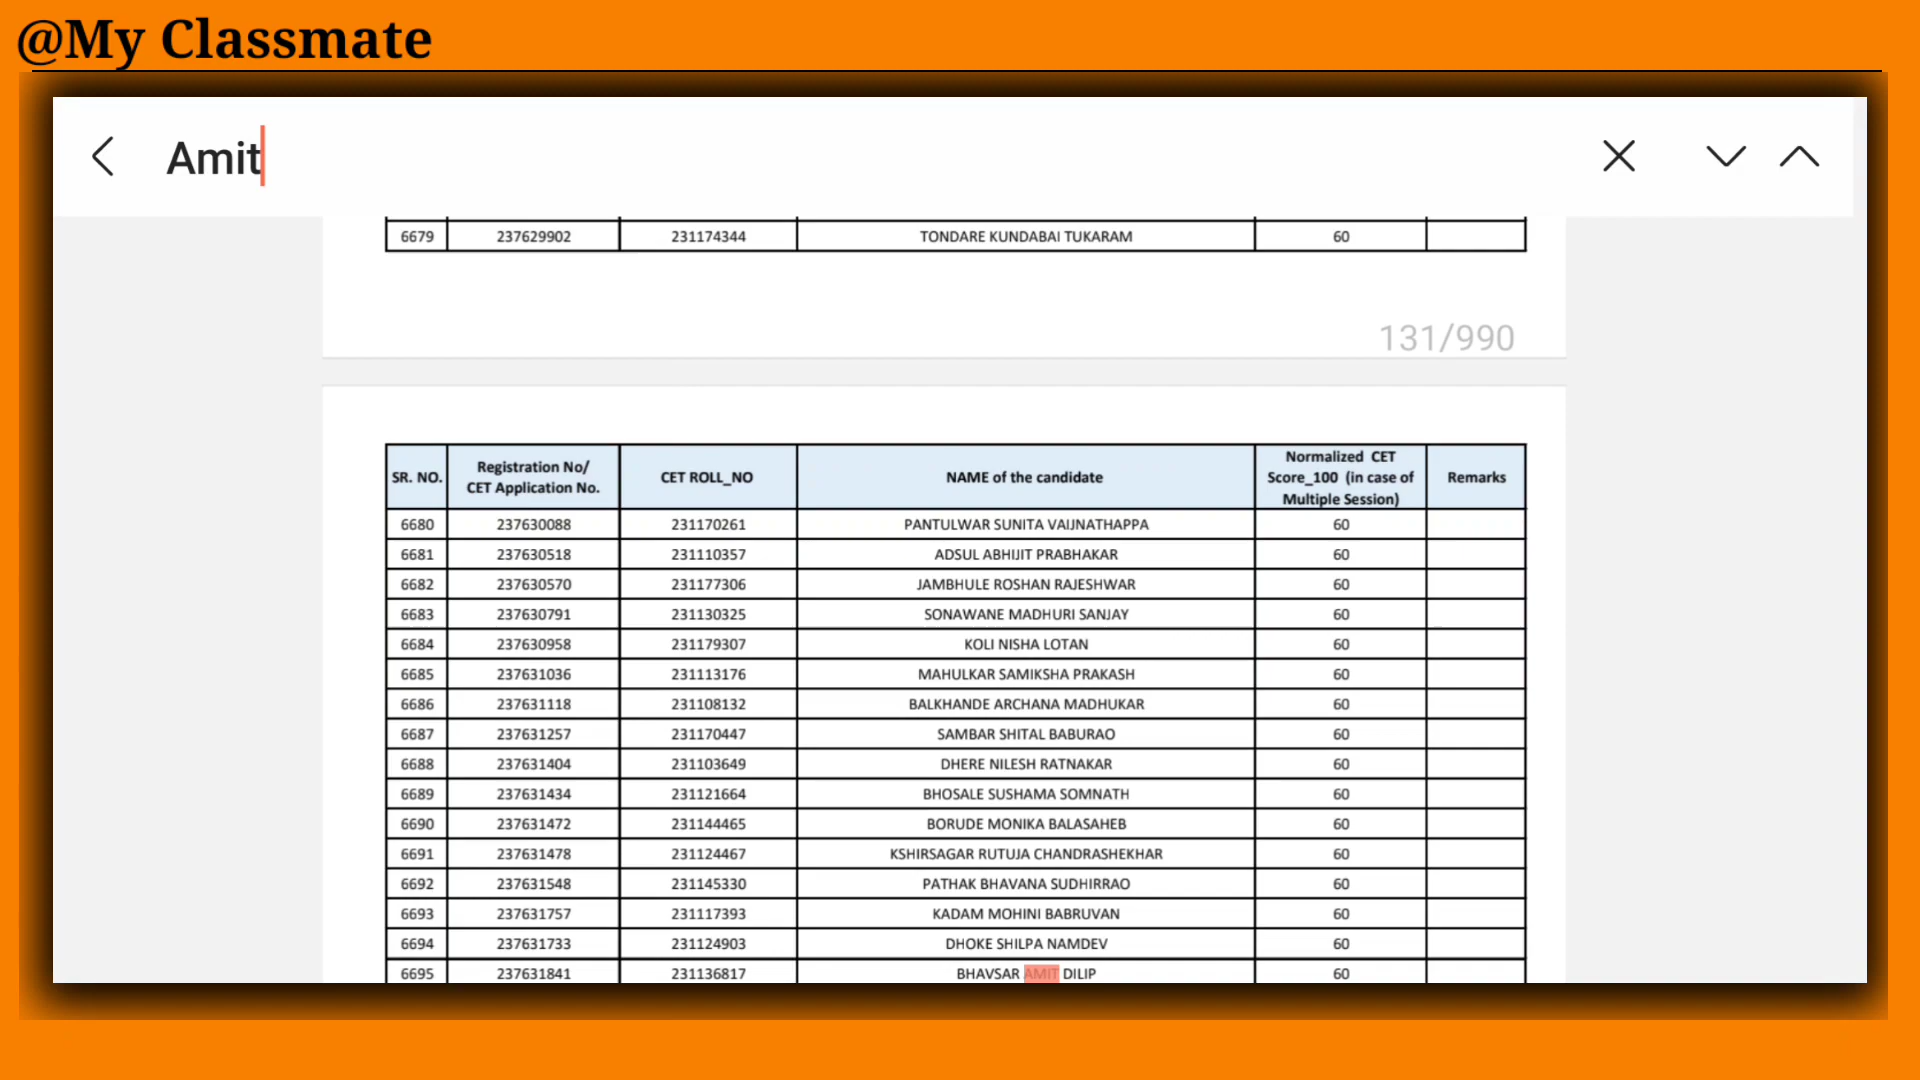 @My Classmate
Amit
6679 237629902 231174344 TONDARE KUNDABAI TUKARAM 60
131/990
SR. NO. Registration No/ CET Application No. CET ROLL_NO NAME of the candidate Normalized CET Score_100 (in case of Multiple Session) Remarks
6680 237630088 231170261 PANTULWAR SUNITA VAIJNATHAPPA 60
6681 237630518 231110357 ADSUL ABHIJIT PRABHAKAR 60
6682 237630570 231177306 JAMBHULE ROSHAN RAJESHWAR 60
6683 237630791 231130325 SONAWANE MADHURI SANJAY 60
6684 237630958 231179307 KOLI NISHA LOTAN 60
6685 237631036 231113176 MAHULKAR SAMIKSHA PRAKASH 60
6686 237631118 231108132 BALKHANDE ARCHANA MADHUKAR 60
6687 237631257 231170447 SAMBAR SHITAL BABURAO 60
6688 237631404 231103649 DHERE NILESH RATNAKAR 60
6689 237631434 231121664 BHOSALE SUSHAMA SOMNATH 60
6690 237631472 231144465 BORUDE MONIKA BALASAHEB 60
6691 237631478 231124467 KSHIRSAGAR RUTUJA CHANDRASHEKHAR 60
6692 237631548 231145330 PATHAK BHAVANA SUDHIRRAO 60
6693 237631757 231117393 KADAM MOHINI BABRUVAN 60
6694 237631733 231124903 DHOKE SHILPA NAMDEV 60
6695 237631841 231136817 BHAVSAR AMIT DILIP 60